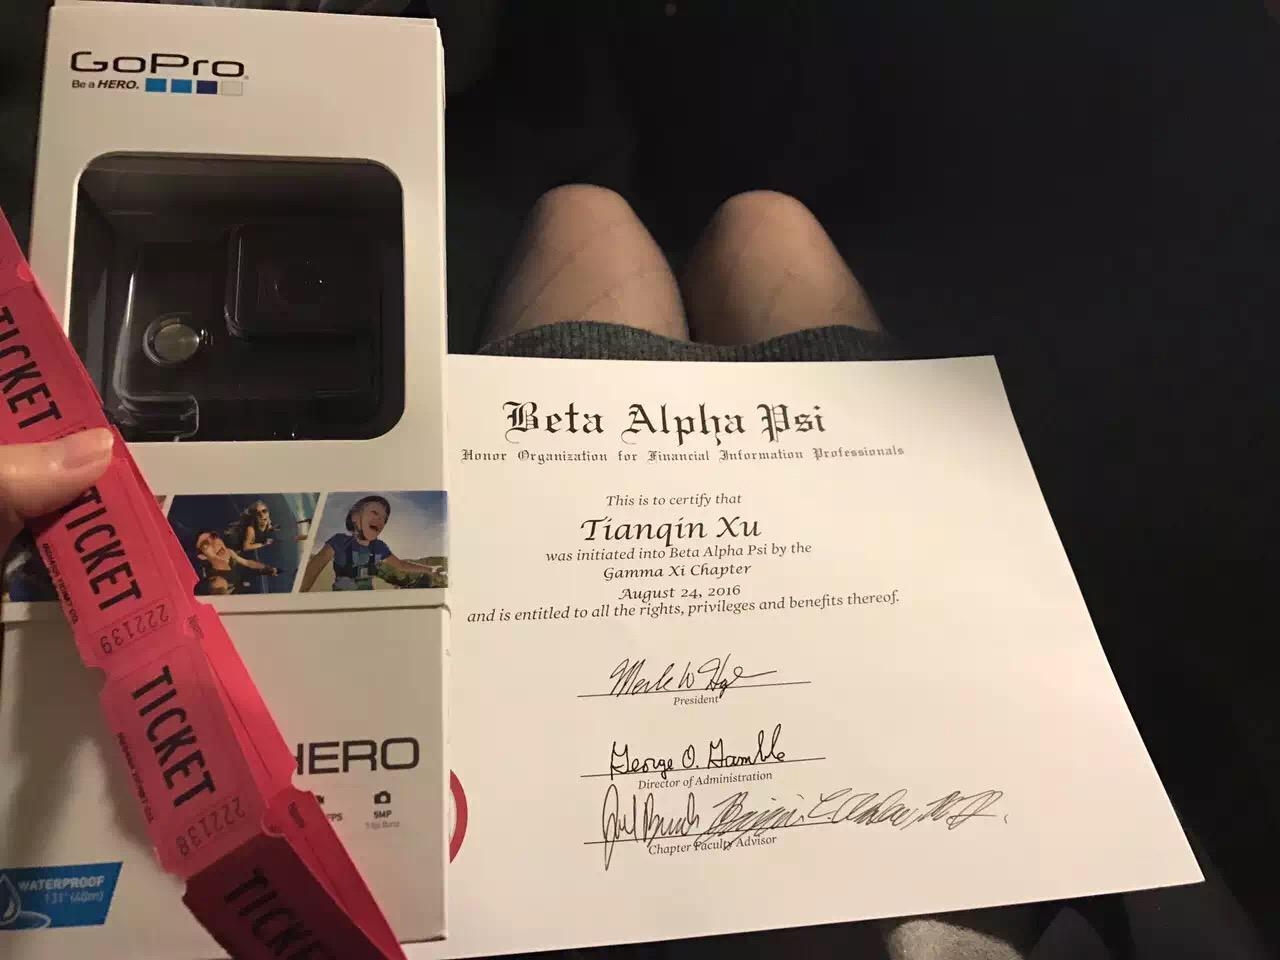 GoPro
Be a HERO.
TICKET
TICKET
222139
TICKET
222138
TICKET
HERO
FPS
5MP
WATERPROOF
131' (40m)
Beta Alpha Psi
Honor Organization for Financial Information Professionals
This is to certify that
Tianqin Xu
was initiated into Beta Alpha Psi by the
Gamma Xi Chapter
August 24, 2016
and is entitled to all the rights, privileges and benefits thereof.
President
George O. Gamble
Director of Administration
Chapter Faculty Advisor